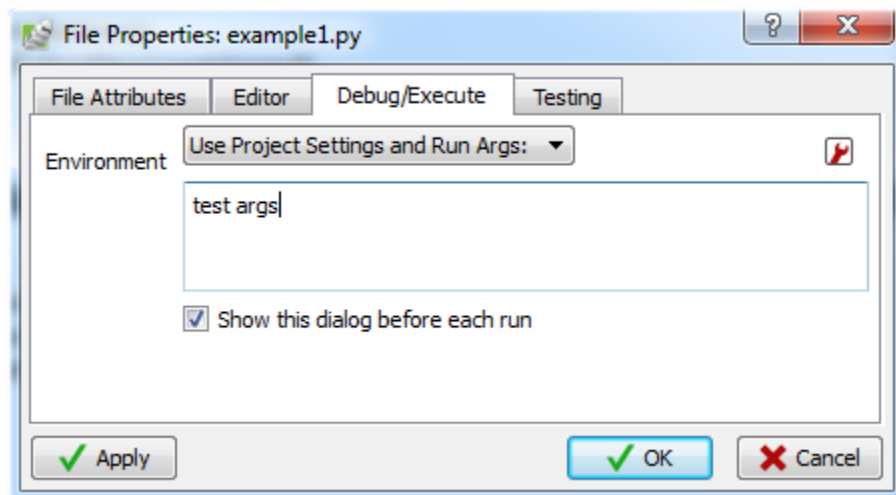 File Properties: example1.py
File Attributes Editor Debug/Execute Testing
Environment Use Project Settings and Run Args:
test args
Show this dialog before each run
Apply OK Cancel